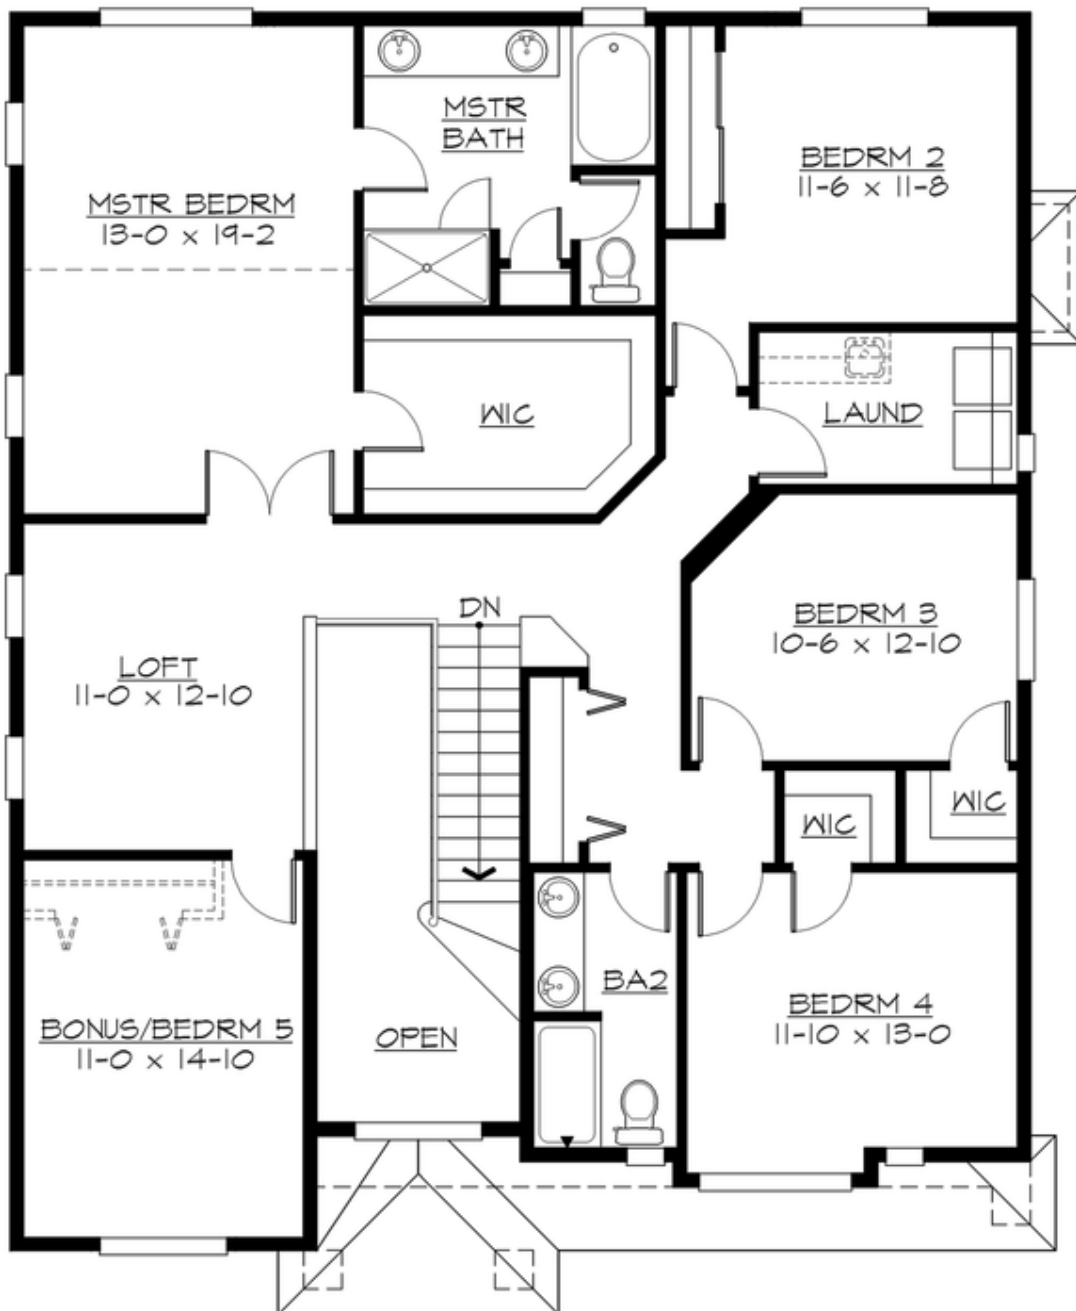 MSTR
BATH
BEDRM 2
11-6 x 11-8
MSTR BEDRM
13-0 x 19-2
WIC
LAUND
DN
BEDRM 3
10-6 x 12-10
LOFT
11-0 x 12-10
WIC
WIC
BA2
BEDRM 4
11-10 x 13-0
BONUS/BEDRM 5
11-0 x 14-10
OPEN